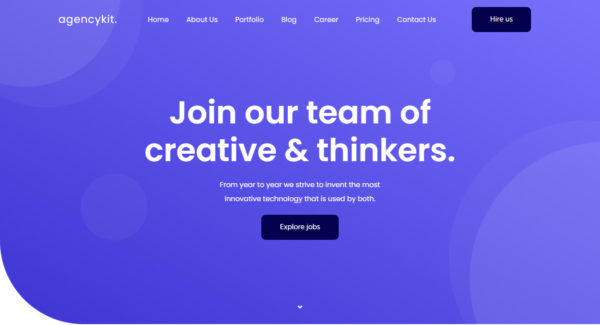 agencykit. Home About Us Portfolio Blog Career Pricing Contact Us Hire us
Join our team of
creative & thinkers.
From year to year we strive to invent the most
innovative technology that is used by both.
Explore jobs